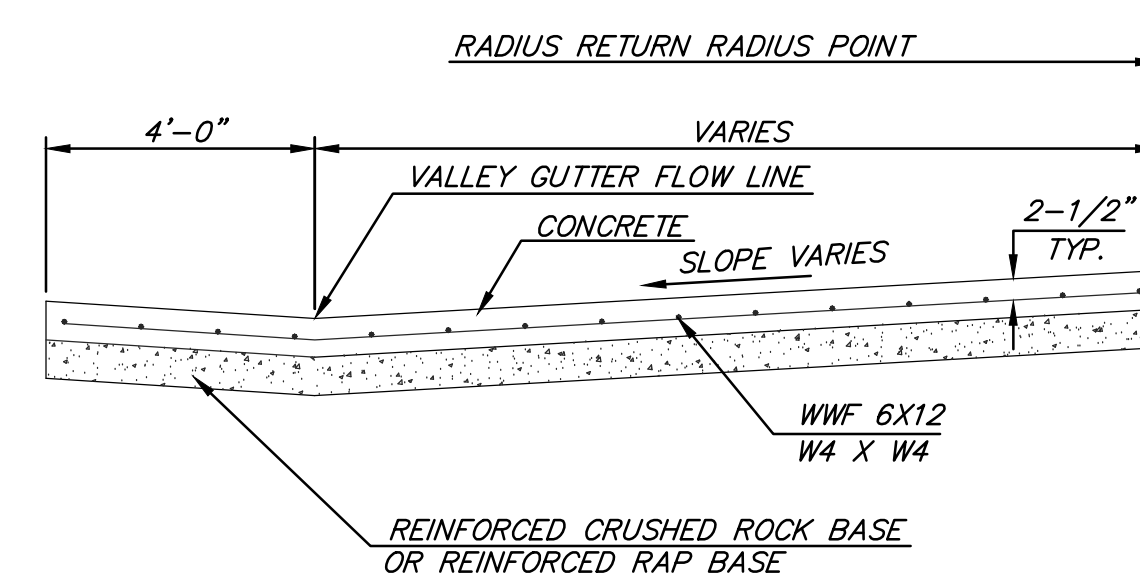 RADIUS RETURN RADIUS POINT
4'-0"
VARIES
VALLEY GUTTER FLOW LINE
CONCRETE
SLOPE VARIES
2-1/2"
TYP.
WWF 6X12
W4 X W4
REINFORCED CRUSHED ROCK BASE
OR REINFORCED RAP BASE